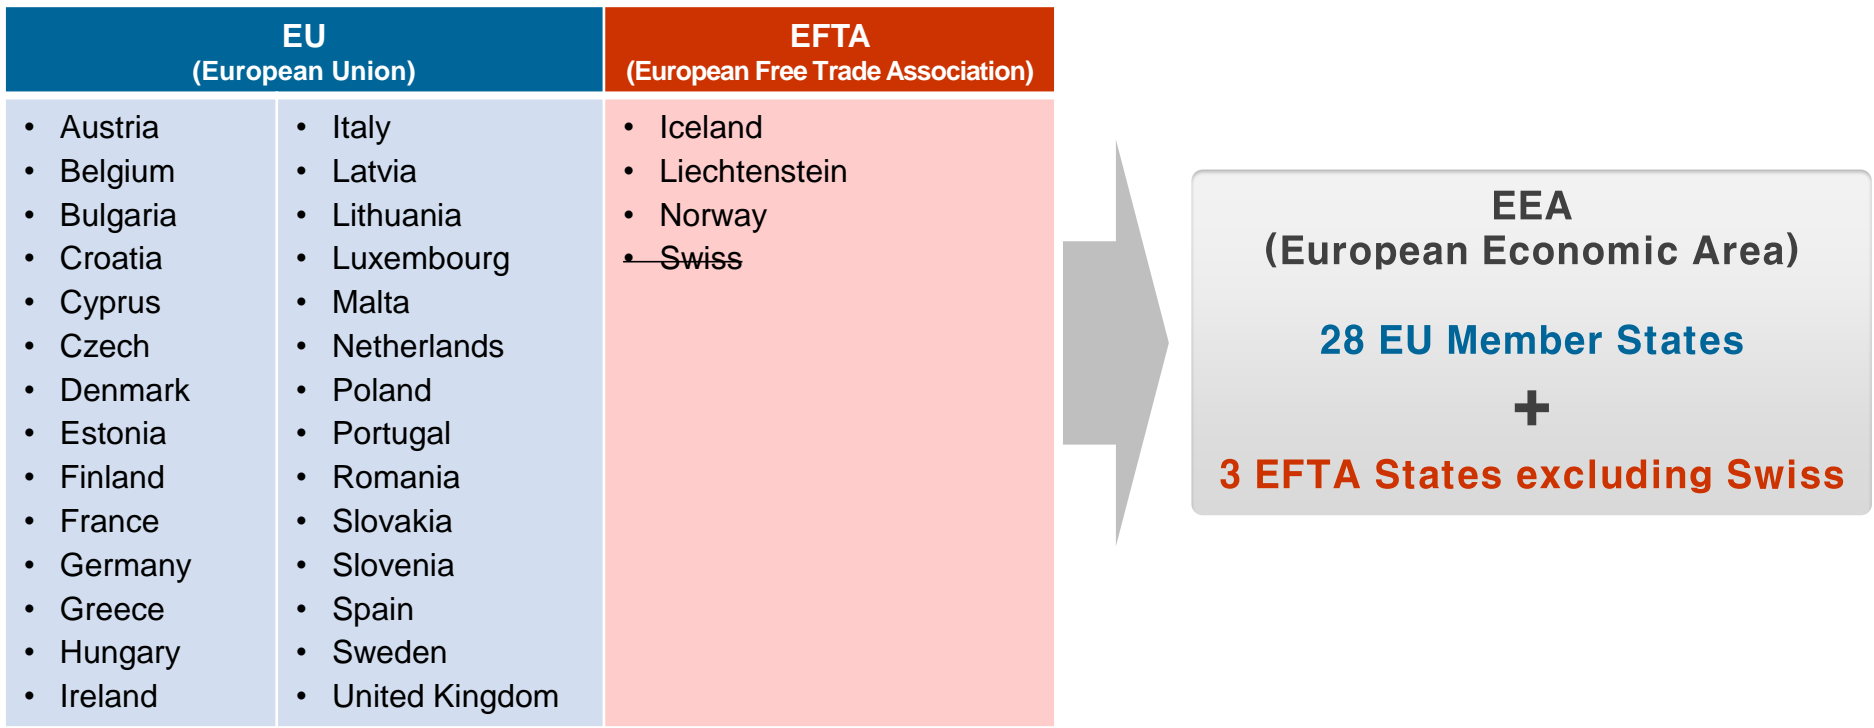 EU
(European Union)
EFTA
(European Free Trade Association)
• Austria
• Belgium
• Bulgaria
• Croatia
• Cyprus
• Czech
• Denmark
• Estonia
• Finland
• France
• Germany
• Greece
• Hungary
• Ireland
• Italy
• Latvia
• Lithuania
• Luxembourg
• Malta
• Netherlands
• Poland
• Portugal
• Romania
• Slovakia
• Slovenia
• Spain
• Sweden
• United Kingdom
• Iceland
• Liechtenstein
• Norway
• Swiss
EEA
(European Economic Area)
28 EU Member States
+
3 EFTA States excluding Swiss